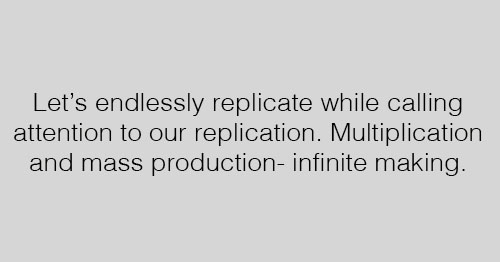 Let’s endlessly replicate while calling
attention to our replication. Multiplication
and mass production- infinite making.